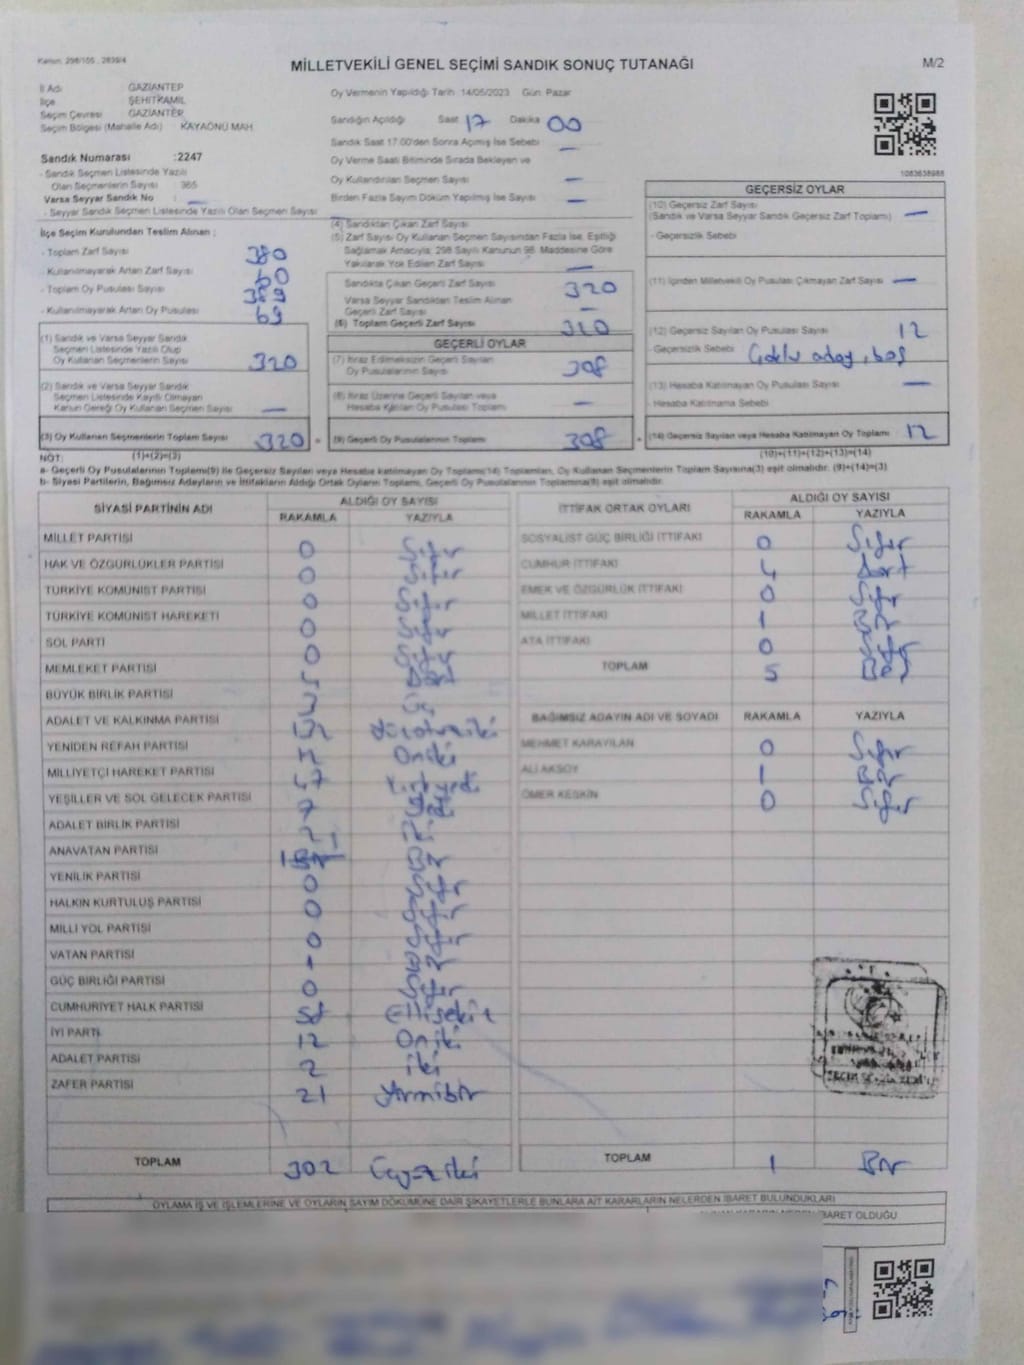 Kanun: 298/105 , 2839/4
MİLLETVEKİLİ GENEL SEÇİMİ SANDIK SONUÇ TUTANAĞI
M/2
İl Adı GAZİANTEP
İlçe ŞEHİTKAMİL
Seçim Çevresi GAZİANTEP
Seçim Bölgesi (Mahalle Adı) KAYAÖNÜ MAH.
Sandık Numarası :2247
- Sandık Seçmen Listesinde Yazılı
Olan Seçmenlerin Sayısı 365
Varsa Seyyar Sandık No : —
- Seyyar Sandık Seçmen Listesinde Yazılı Olan Seçmen Sayısı
İlçe Seçim Kurulundan Teslim Alınan ;
- Toplam Zarf Sayısı 380
- Kullanılmayarak Artan Zarf Sayısı 60
- Toplam Oy Pusulası Sayısı 389
- Kullanılmayarak Artan Oy Pusulası 69
(1) Sandık ve Varsa Seyyar Sandık
Seçmen Listesinde Yazılı Olup
Oy Kullanan Seçmenlerin Sayısı 320
(2) Sandık ve Varsa Seyyar Sandık
Seçmen Listesinde Kayıtlı Olmayan
Kanun Gereği Oy Kullanan Seçmen Sayısı —
(3) Oy Kullanan Seçmenlerin Toplam Sayısı 320
Oy Vermenin Yapıldığı Tarih :14/05/2023 Gün: Pazar
Sandığın Açıldığı Saat 17 Dakika 00
Sandık Saat 17.00'den Sonra Açılmış İse Sebebi —
Oy Verme Saati Bitiminde Sırada Bekleyen ve
Oy Kullandırılan Seçmen Sayısı —
Birden Fazla Sayım Döküm Yapılmış İse Sayısı —
(4) Sandıktan Çıkan Zarf Sayısı
(5) Zarf Sayısı Oy Kullanan Seçmen Sayısından Fazla İse, Eşitliği
Sağlamak Amacıyla; 298 Sayılı Kanunun 98. Maddesine Göre
Yakılarak Yok Edilen Zarf Sayısı —
Sandıkta Çıkan Geçerli Zarf Sayısı 320
Varsa Seyyar Sandıktan Teslim Alınan
Geçerli Zarf Sayısı —
(6) Toplam Geçerli Zarf Sayısı 320
GEÇERLİ OYLAR
(7) İtiraz Edilmeksizin Geçerli Sayılan
Oy Pusulalarının Sayısı 308
(8) İtiraz Üzerine Geçerli Sayılan veya
Hesaba Katılan Oy Pusulası Toplamı —
(9) Geçerli Oy Pusulalarının Toplamı 308
1083638988
GEÇERSİZ OYLAR
(10) Geçersiz Zarf Sayısı
(Sandık ve Varsa Seyyar Sandık Geçersiz Zarf Toplamı) —
- Geçersizlik Sebebi
(11) İçinden Milletvekili Oy Pusulası Çıkmayan Zarf Sayısı —
(12) Geçersiz Sayılan Oy Pusulası Sayısı 12
- Geçersizlik Sebebi Çoklu aday, boş
(13) Hesaba Katılmayan Oy Pusulası Sayısı —
- Hesaba Katılmama Sebebi
(14) Geçersiz Sayılan veya Hesaba Katılmayan Oy Toplamı 12
NOT: (1)+(2)=(3)
(10)+(11)+(12)+(13)=(14)
a- Geçerli Oy Pusulalarının Toplamı(9) ile Geçersiz Sayılan veya Hesaba katılmayan Oy Toplamı(14) Toplamları, Oy Kullanan Seçmenlerin Toplam Sayısına(3) eşit olmalıdır. (9)+(14)=(3)
b- Siyasi Partilerin, Bağımsız Adayların ve İttifakların Aldığı Ortak Oyların Toplamı, Geçerli Oy Pusulalarının Toplamına(9) eşit olmalıdır.
SİYASİ PARTİNİN ADI ALDIĞI OY SAYISI
RAKAMLA YAZIYLA
MİLLET PARTİSİ 0 Sıfır
HAK VE ÖZGÜRLÜKLER PARTİSİ 0 Sıfır
TÜRKİYE KOMÜNİST PARTİSİ 0 Sıfır
TÜRKİYE KOMÜNİST HAREKETİ 0 Sıfır
SOL PARTİ 0 Sıfır
MEMLEKET PARTİSİ 5 Beş
BÜYÜK BİRLİK PARTİSİ 3 Üç
ADALET VE KALKINMA PARTİSİ 132 Yüzotuziki
YENİDEN REFAH PARTİSİ 12 Oniki
MİLLİYETÇİ HAREKET PARTİSİ 47 Kırkyedi
YEŞİLLER VE SOL GELECEK PARTİSİ 7 Yedi
ADALET BİRLİK PARTİSİ 2 iki
ANAVATAN PARTİSİ 1 Bir
YENİLİK PARTİSİ 0 Sıfır
HALKIN KURTULUŞ PARTİSİ 0 Sıfır
MİLLİ YOL PARTİSİ 0 Sıfır
VATAN PARTİSİ 1 Bir
GÜÇ BİRLİĞİ PARTİSİ 0 Sıfır
CUMHURİYET HALK PARTİSİ 58 Ellisekiz
İYİ PARTİ 12 Oniki
ADALET PARTİSİ 2 iki
ZAFER PARTİSİ 21 Yirmibir
TOPLAM 302 Üçyüziki
İTTİFAK ORTAK OYLARI ALDIĞI OY SAYISI
RAKAMLA YAZIYLA
SOSYALİST GÜÇ BİRLİĞİ İTTİFAKI 0 Sıfır
CUMHUR İTTİFAKI 4 Dört
EMEK VE ÖZGÜRLÜK İTTİFAKI 0 Sıfır
MİLLET İTTİFAKI 1 Bir
ATA İTTİFAKI 0 Sıfır
TOPLAM 5 Beş
BAĞIMSIZ ADAYIN ADI VE SOYADI RAKAMLA YAZIYLA
MEHMET KARAYILAN 0 Sıfır
ALİ AKSOY 1 Bir
ÖMER KESKİN 0 Sıfır
TOPLAM 1 Bir
OYLAMA İŞ VE İŞLEMLERİNE VE OYLARIN SAYIM DÖKÜMÜNE DAİR ŞİKAYETLERLE BUNLARA AİT KARARLARIN NELERDEN İBARET BULUNDUKLARI
İBARET OLDUĞU